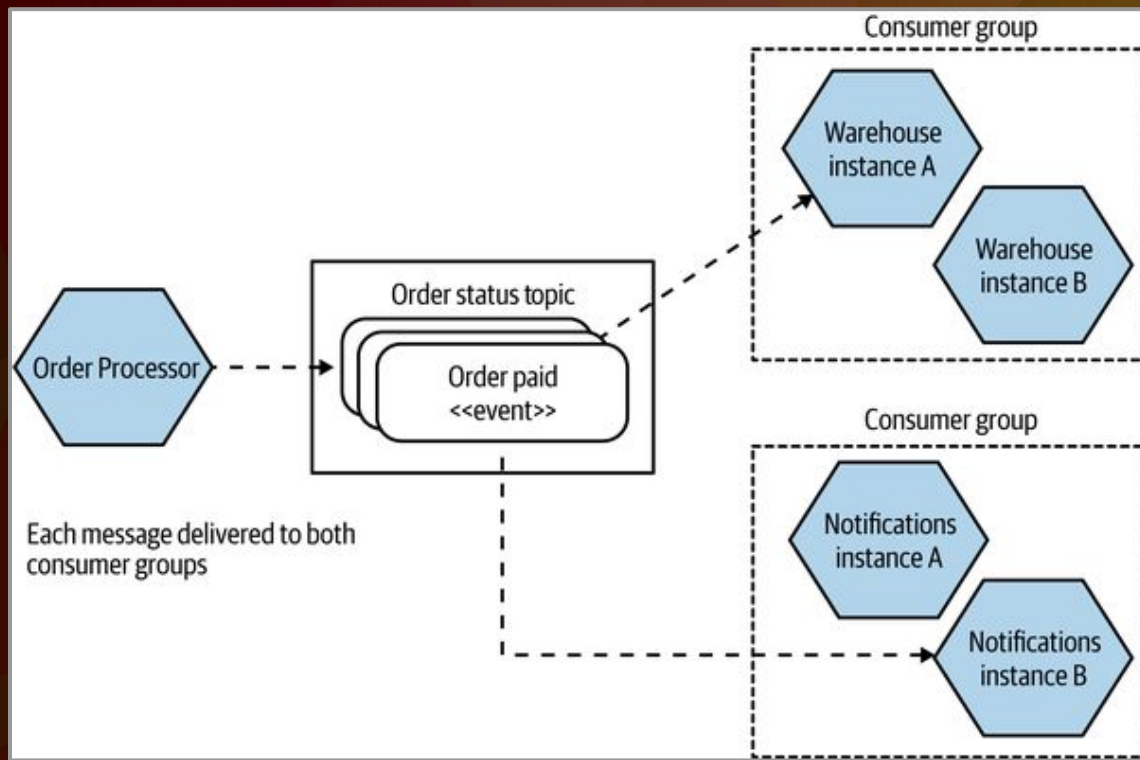 Consumer group
Warehouse
instance A
Warehouse
instance B
Order status topic
Order Processor
Order paid
<<event>>
Each message delivered to both
consumer groups
Consumer group
Notifications
instance A
Notifications
instance B